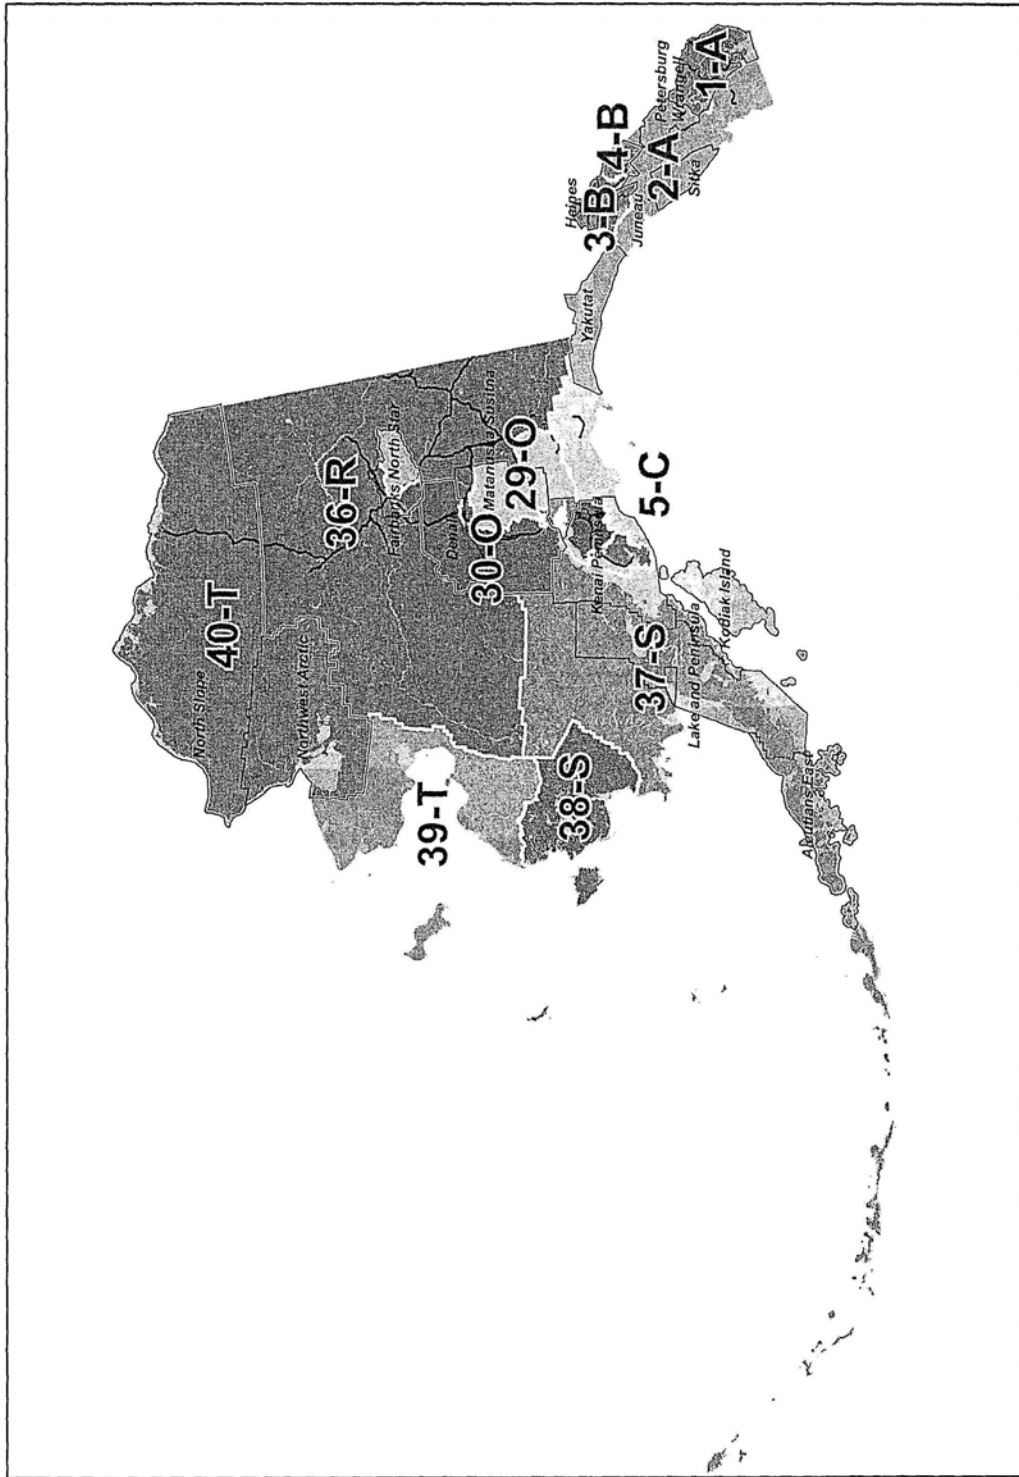 40-T
North Slope
Northwest Arctic
39-T
36-R
Fairbanks North Star
Denali
Matanuska Susitna
30-O
29-O
38-S
37-S
Kenai Peninsula
5-C
Lake and Peninsula
Kodiak Island
Aleutians East
Yakutat
Haines
3-B
4-B
Juneau
2-A
Sitka
Petersburg
Wrangell
1-A